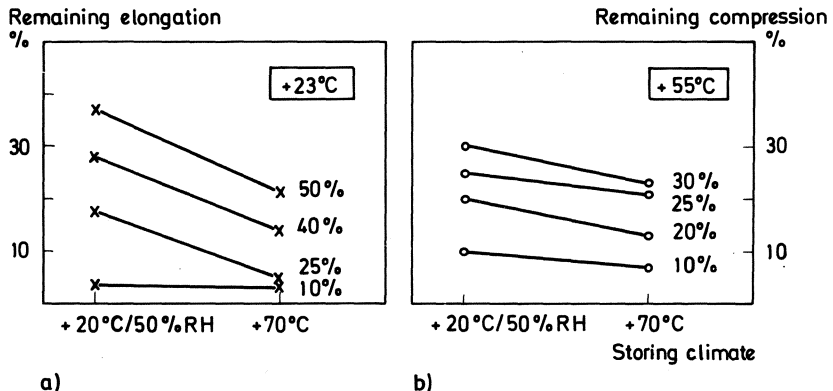 Remaining elongation
%
+23°C
30
10
50%
40%
25%
10%
+20°C/50%RH
+70°C
a)
Remaining compression
%
+55°C
30
10
30%
25%
20%
10%
+20°C/50%RH
+70°C
Storing climate
b)